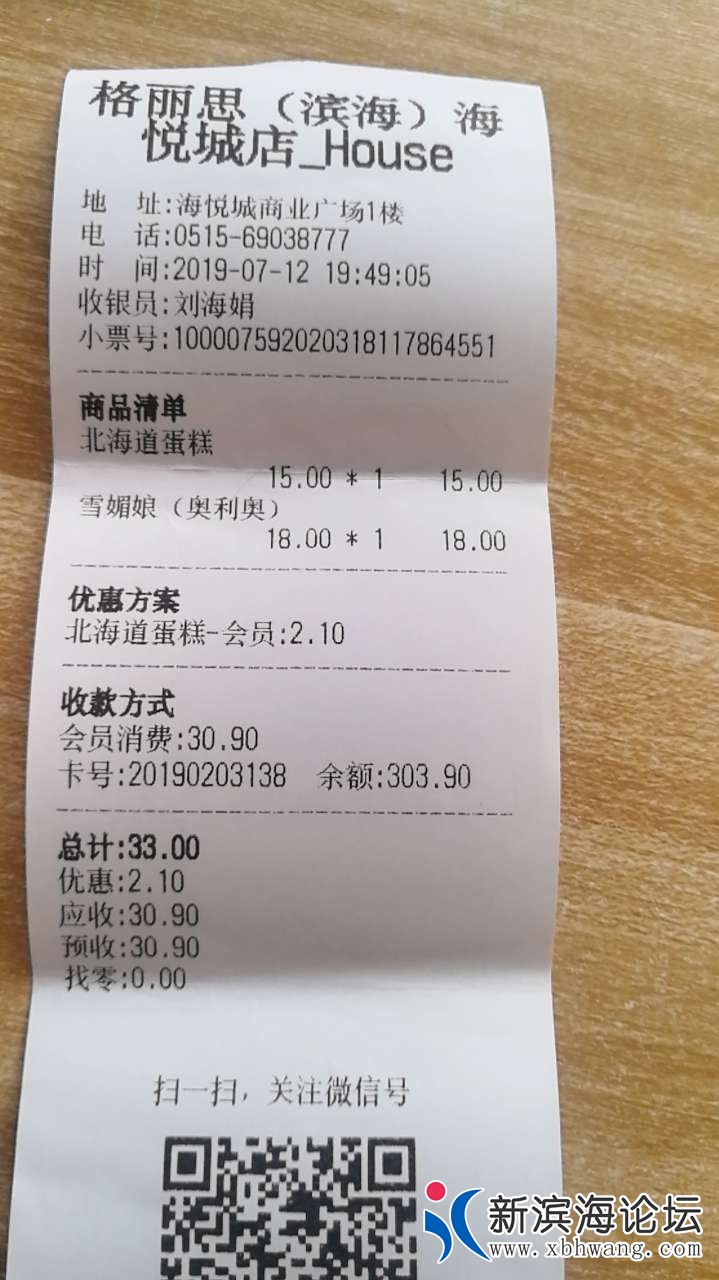 格丽思（滨海）海
悦城店_House
地　址:海悦城商业广场1楼
电　话:0515-69038777
时　间:2019-07-12 19:49:05
收银员:刘海娟
小票号:100007592020318117864551
商品清单
北海道蛋糕
15.00 * 1 15.00
雪媚娘（奥利奥）
18.00 * 1 18.00
优惠方案
北海道蛋糕-会员:2.10
收款方式
会员消费:30.90
卡号:20190203138 余额:303.90
总计:33.00
优惠:2.10
应收:30.90
预收:30.90
找零:0.00
扫一扫，关注微信号
新滨海论坛
www.xbhwang.com